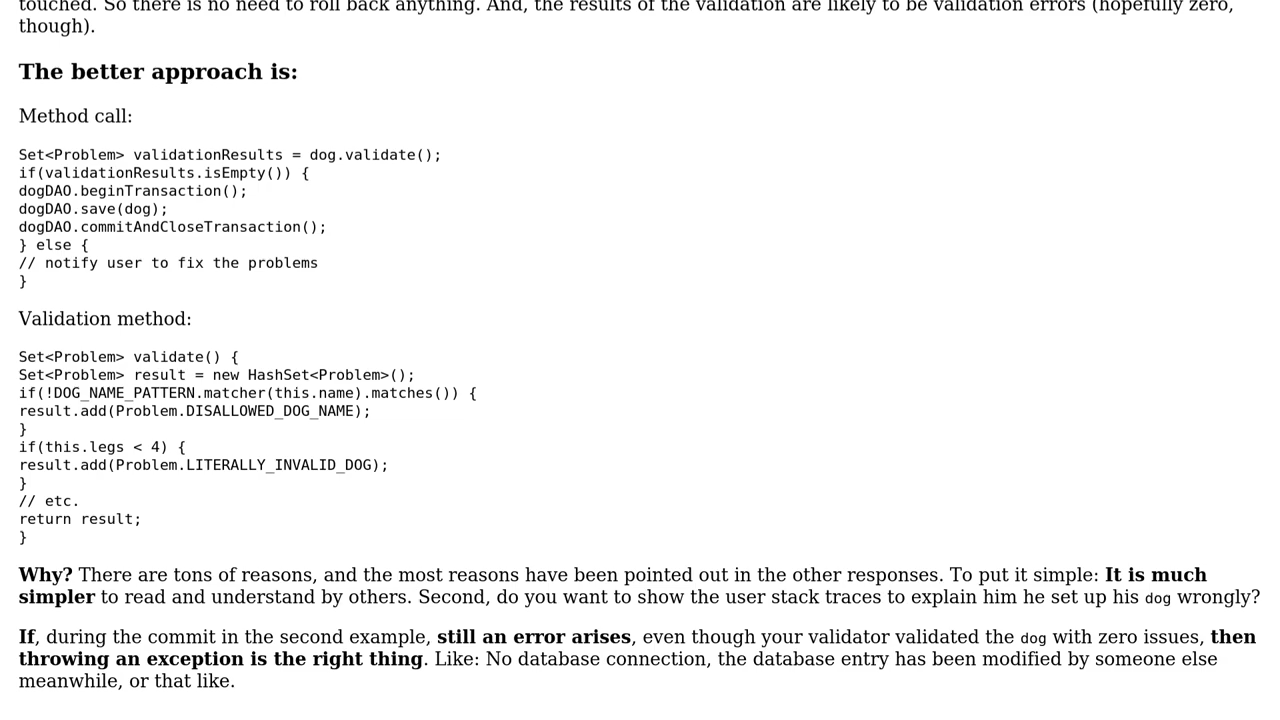 touched. So there is no need to roll back anything. And, the results of the validation are likely to be validation errors (hopefully zero,
though).
The better approach is:
Method call:
Set<Problem> validationResults = dog.validate();
if(validationResults.isEmpty()) {
dogDAO.beginTransaction();
dogDAO.save(dog);
dogDAO.commitAndCloseTransaction();
} else {
// notify user to fix the problems
}
Validation method:
Set<Problem> validate() {
Set<Problem> result = new HashSet<Problem>();
if(!DOG_NAME_PATTERN.matcher(this.name).matches()) {
result.add(Problem.DISALLOWED_DOG_NAME);
}
if(this.legs < 4) {
result.add(Problem.LITERALLY_INVALID_DOG);
}
// etc.
return result;
}
Why? There are tons of reasons, and the most reasons have been pointed out in the other responses. To put it simple: It is much
simpler to read and understand by others. Second, do you want to show the user stack traces to explain him he set up his dog wrongly?
If, during the commit in the second example, still an error arises, even though your validator validated the dog with zero issues, then
throwing an exception is the right thing. Like: No database connection, the database entry has been modified by someone else
meanwhile, or that like.